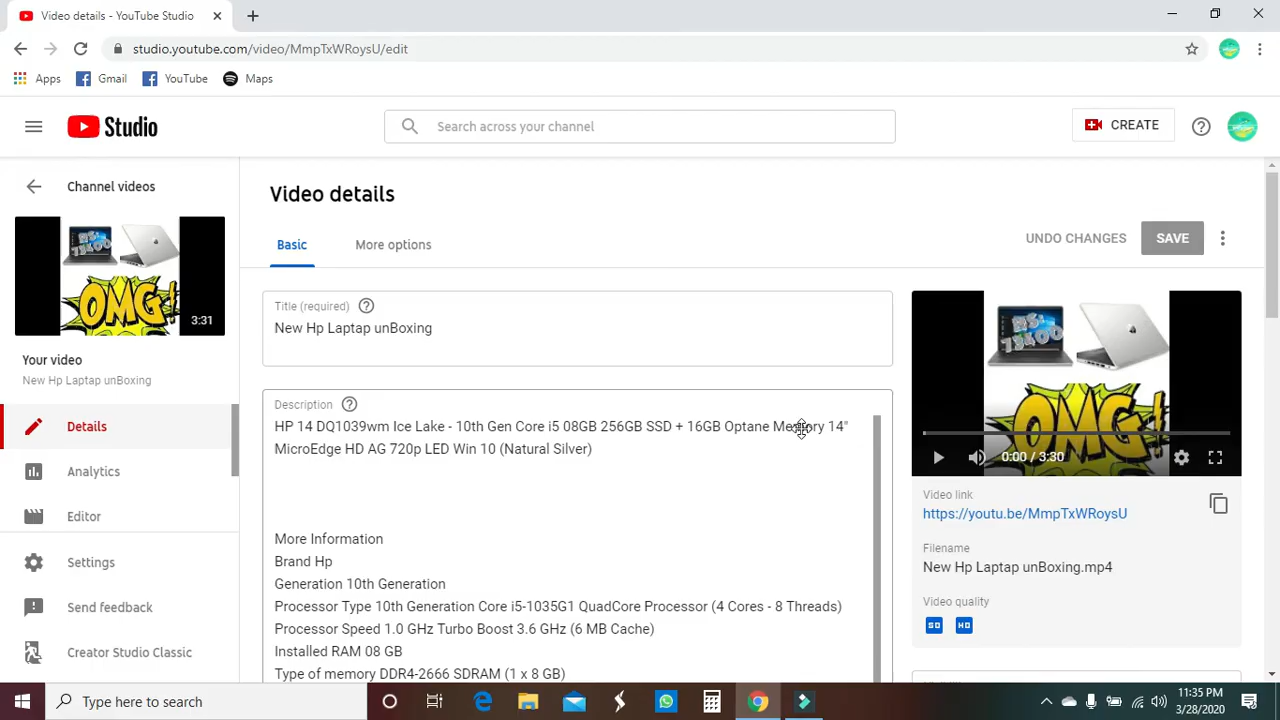 Video details - YouTube Studio
studio.youtube.com/video/MmpTxWRoysU/edit
Apps Gmail YouTube Maps
Studio
Search across your channel
CREATE
Channel videos
OMG!
3:31
Your video
New Hp Laptap unBoxing
Details
Analytics
Editor
Settings
Send feedback
Creator Studio Classic
Video details
Basic
More options
UNDO CHANGES
SAVE
Title (required)
New Hp Laptap unBoxing
Description
HP 14 DQ1039wm Ice Lake - 10th Gen Core i5 08GB 256GB SSD + 16GB Optane Memory 14"
MicroEdge HD AG 720p LED Win 10 (Natural Silver)
More Information
Brand Hp
Generation 10th Generation
Processor Type 10th Generation Core i5-1035G1 QuadCore Processor (4 Cores - 8 Threads)
Processor Speed 1.0 GHz Turbo Boost 3.6 GHz (6 MB Cache)
Installed RAM 08 GB
Type of memory DDR4-2666 SDRAM (1 x 8 GB)
RS:
73400
OMG!
0:00 / 3:30
Video link
https://youtu.be/MmpTxWRoysU
Filename
New Hp Laptap unBoxing.mp4
Video quality
SD HD
Type here to search
11:35 PM
3/28/2020